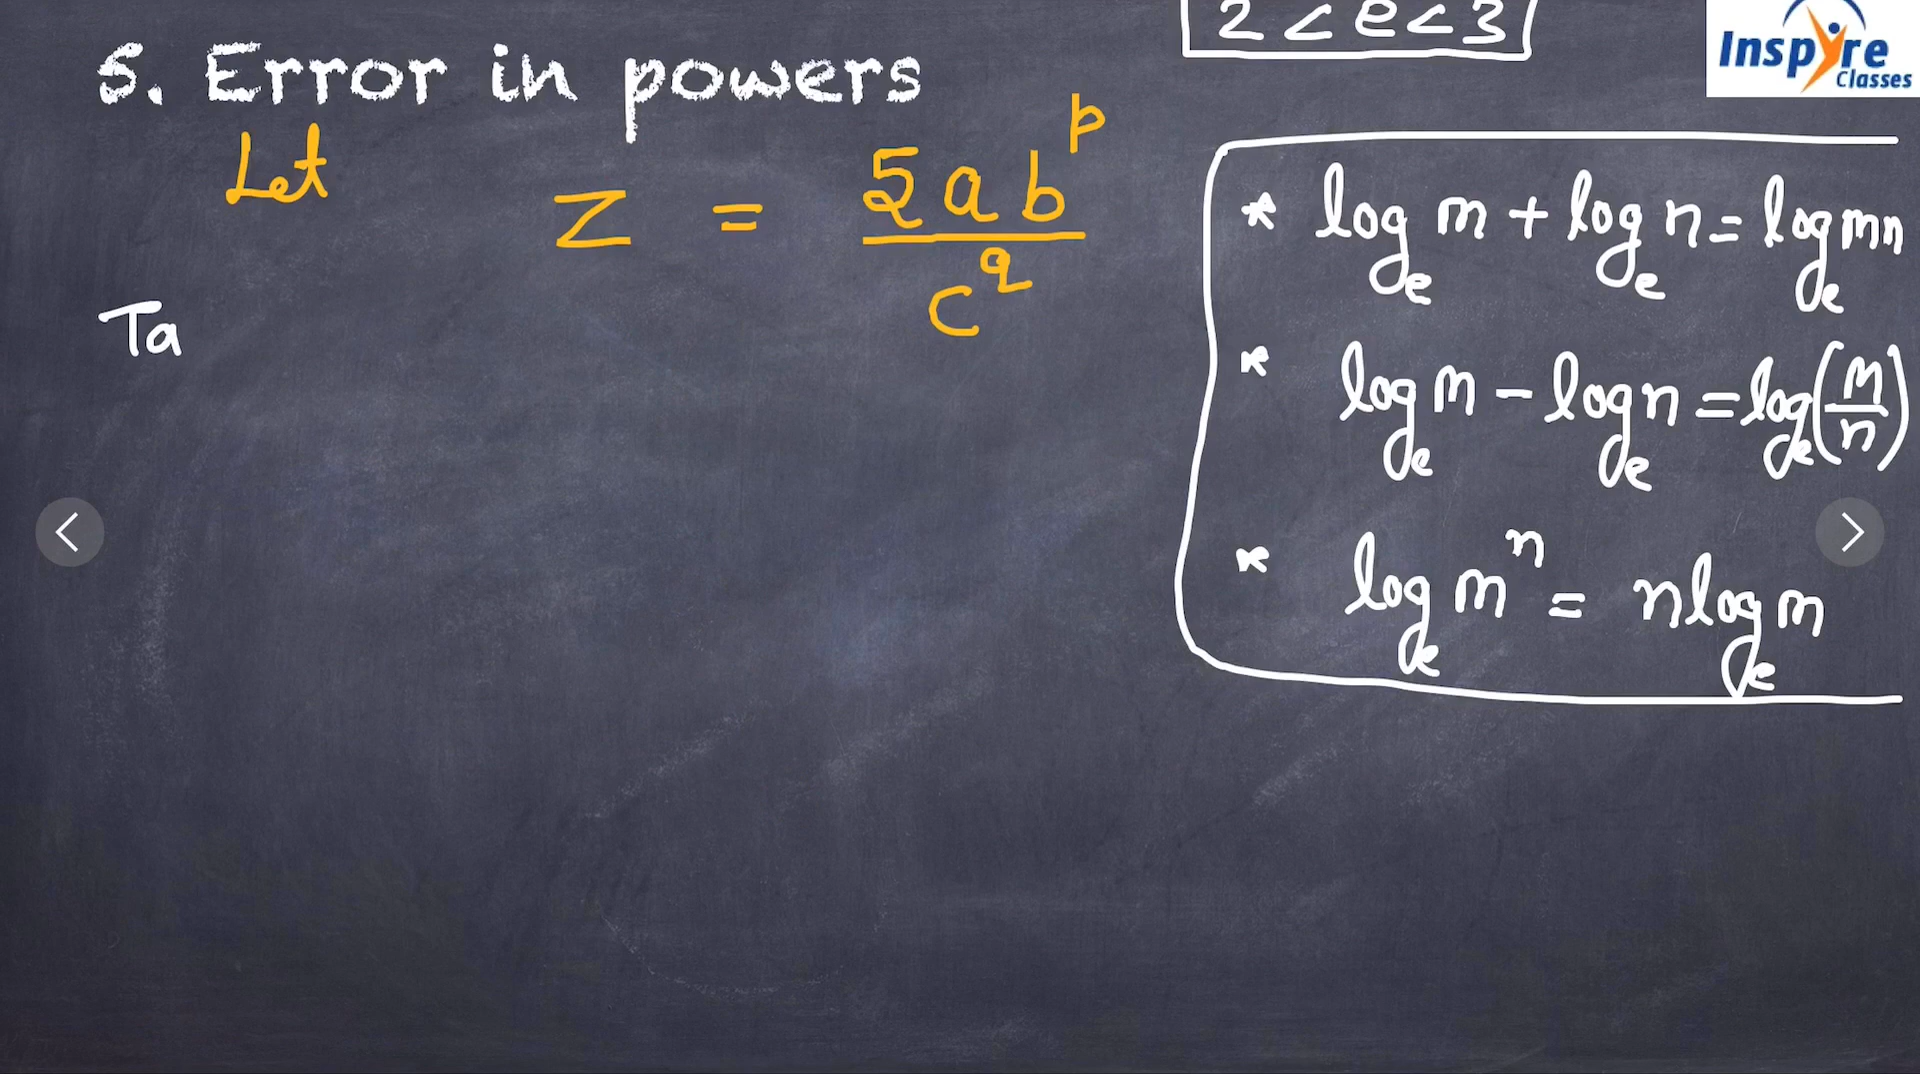 2 < e < 3
Inspire
Classes
5. Error in powers
Let
Z = 5ab^p / c^q
Ta
* log_e m + log_e n = log_e mn
* log_e m - log_e n = log_e (m/n)
* log_e m^n = n log_e m